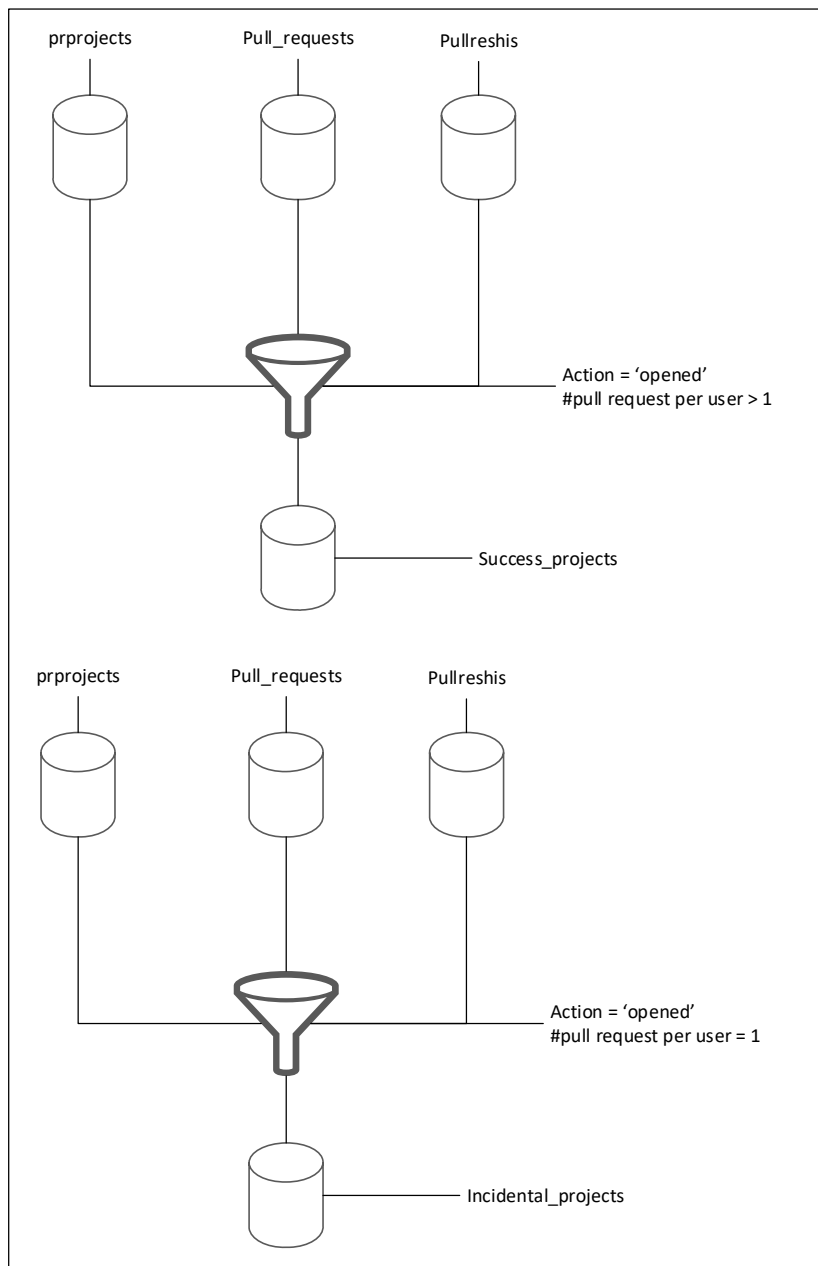 prprojects
Pull_requests
Pullreshis
Action = ‘opened’
#pull request per user > 1
Success_projects
prprojects
Pull_requests
Pullreshis
Action = ‘opened’
#pull request per user = 1
Incidental_projects